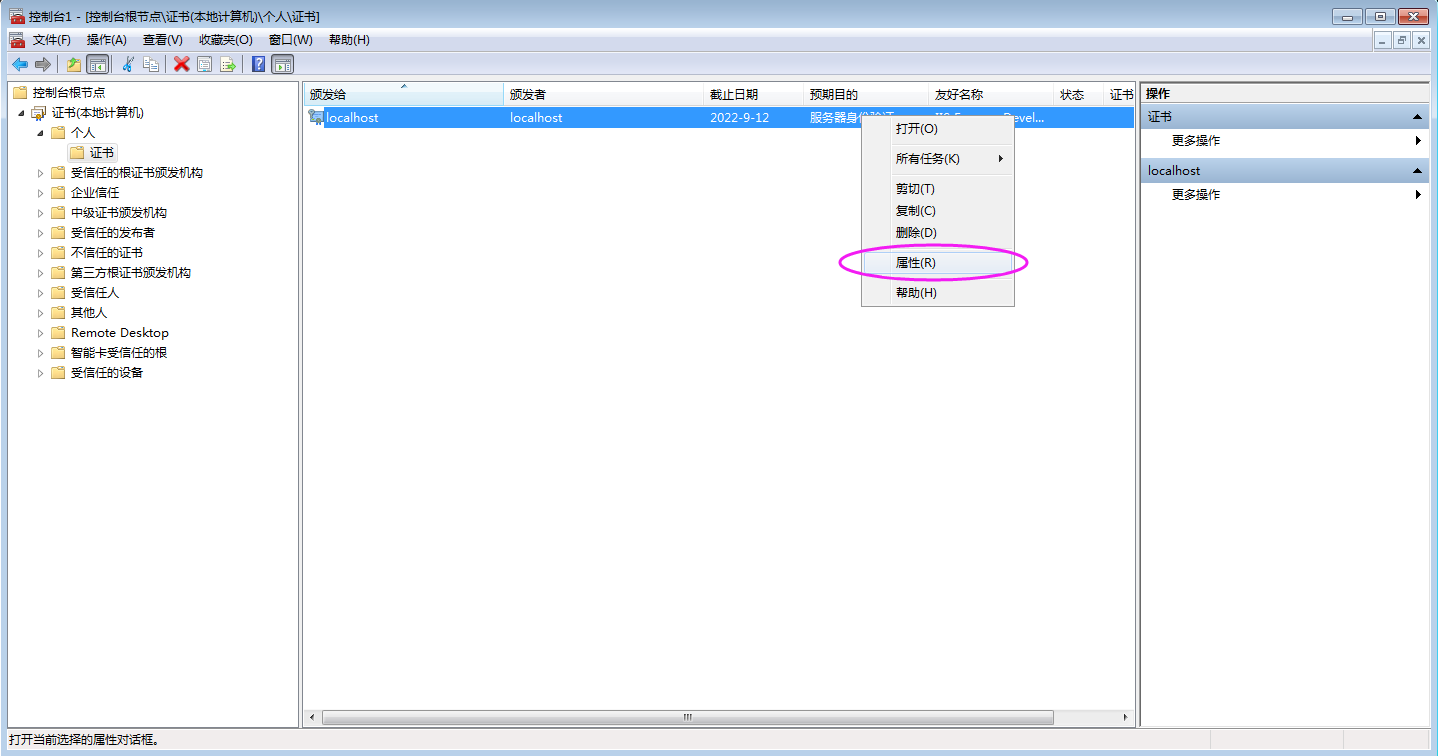 控制台1 - [控制台根节点\证书(本地计算机)\个人\证书]
文件(F) 操作(A) 查看(V) 收藏夹(O) 窗口(W) 帮助(H)
控制台根节点
证书(本地计算机)
个人
证书
受信任的根证书颁发机构
企业信任
中级证书颁发机构
受信任的发布者
不信任的证书
第三方根证书颁发机构
受信任人
其他人
Remote Desktop
智能卡受信任的根
受信任的设备
颁发给 颁发者 截止日期 预期目的 友好名称 状态 证书
localhost localhost 2022-9-12 服务器身份验证 Devel...
打开(O)
所有任务(K)
剪切(T)
复制(C)
删除(D)
属性(R)
帮助(H)
操作
证书
更多操作
localhost
更多操作
打开当前选择的属性对话框。